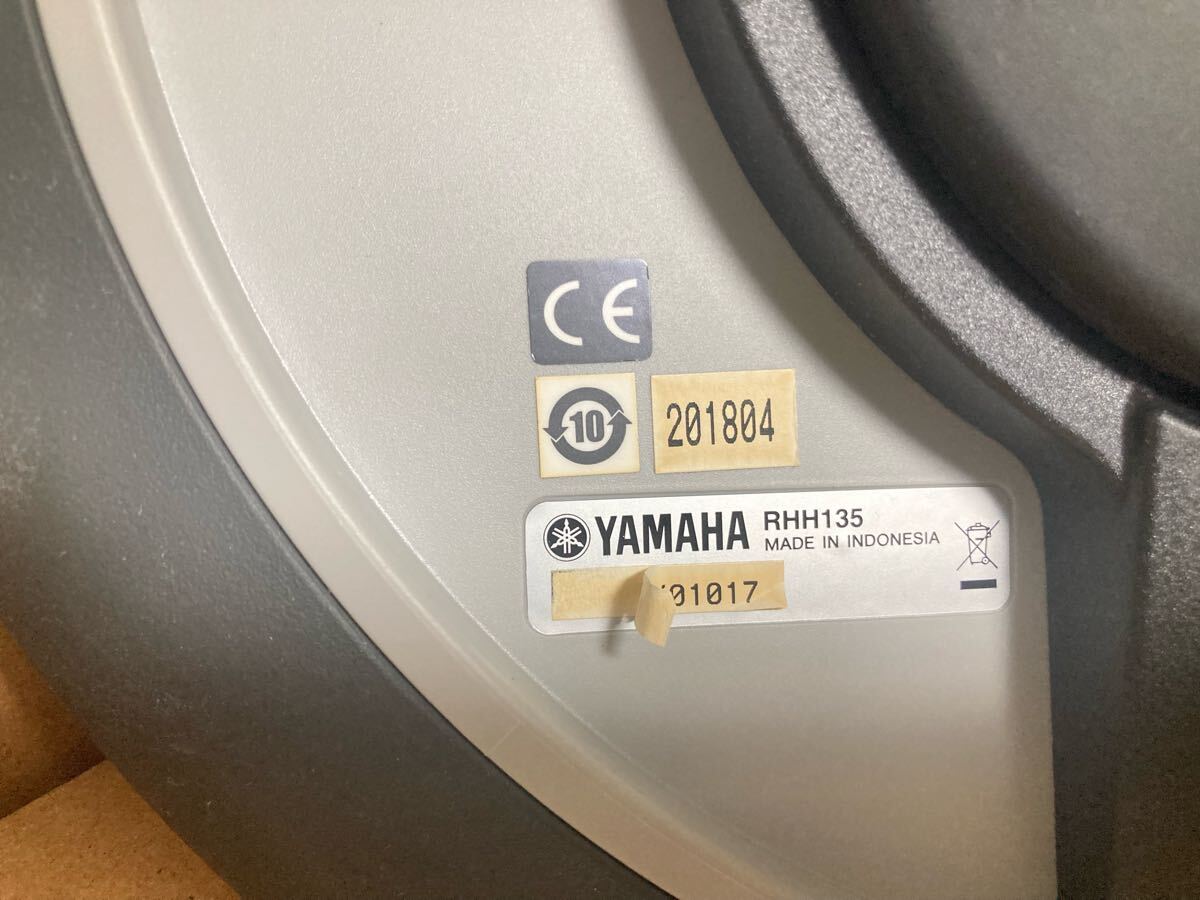 CE
10
201804
YAMAHA RHH135
MADE IN INDONESIA
01017